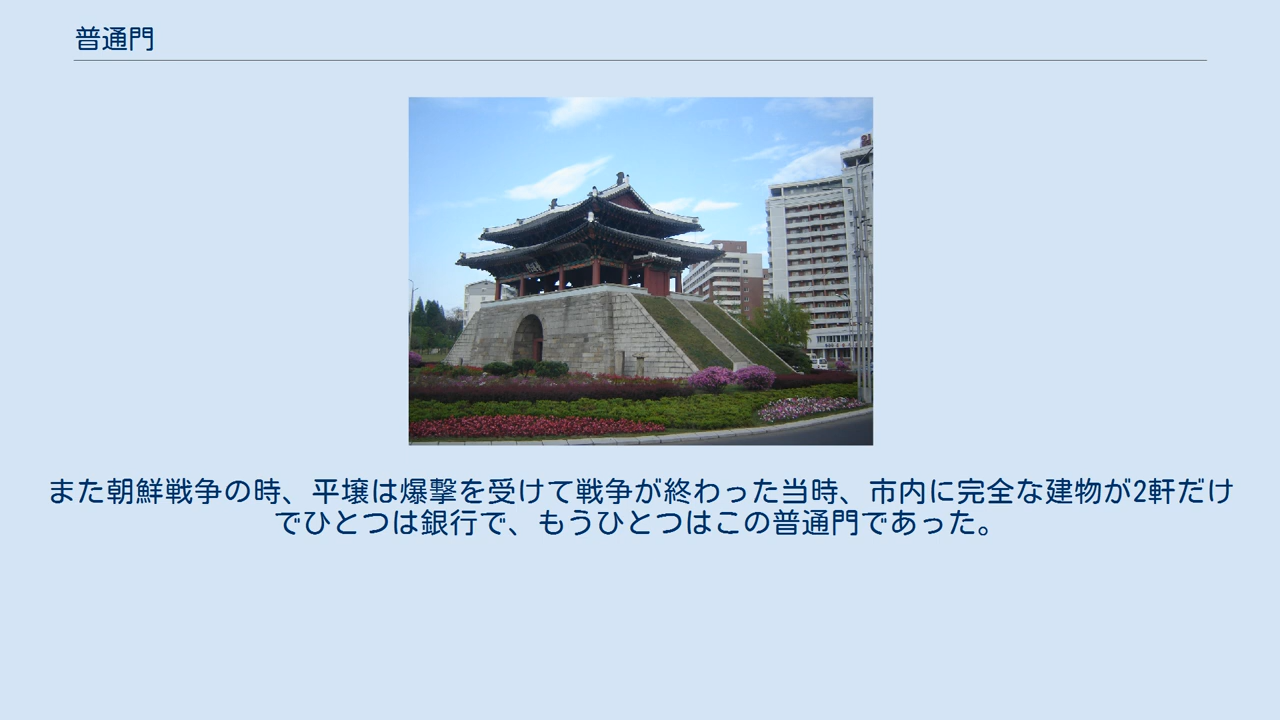 普通門
また朝鮮戦争の時、平壌は爆撃を受けて戦争が終わった当時、市内に完全な建物が2軒だけ
でひとつは銀行で、もうひとつはこの普通門であった。